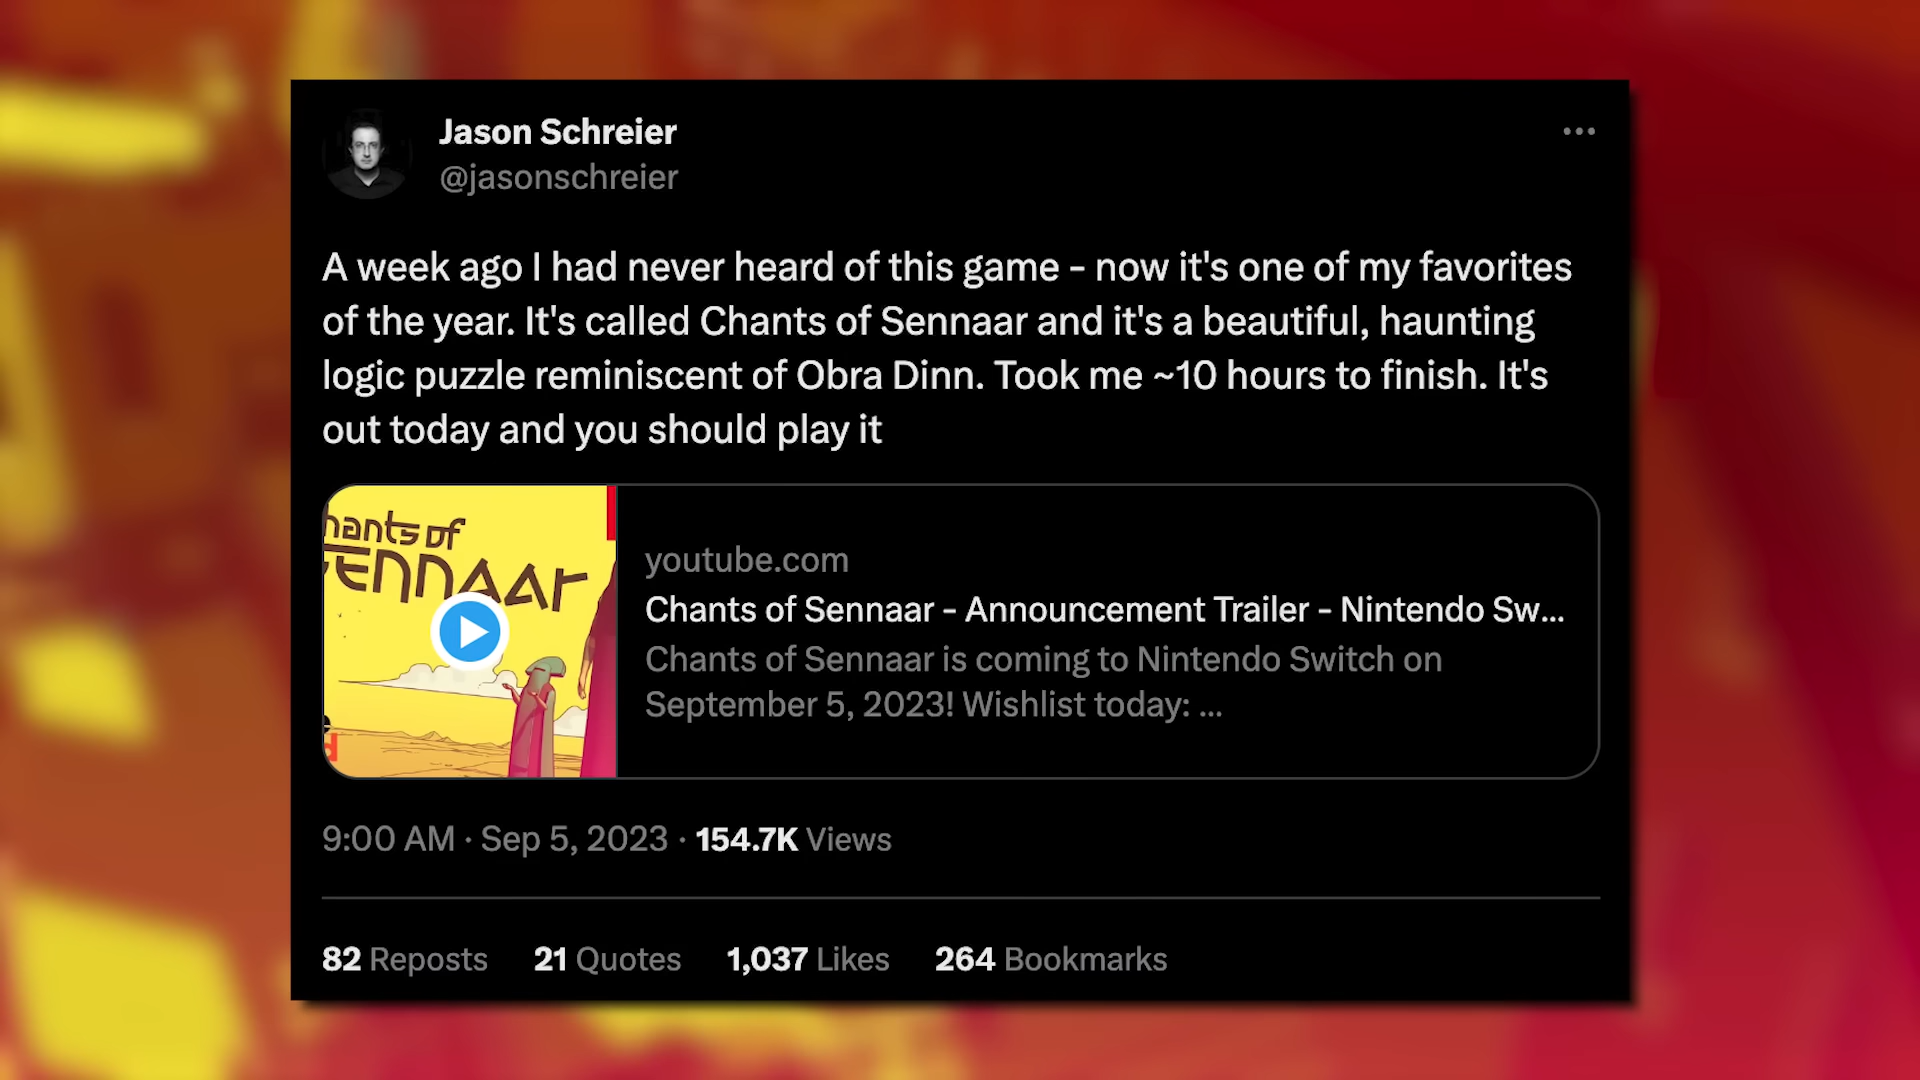 Jason Schreier
@jasonschreier
A week ago I had never heard of this game – now it's one of my favorites
of the year. It's called Chants of Sennaar and it's a beautiful, haunting
logic puzzle reminiscent of Obra Dinn. Took me ~10 hours to finish. It's
out today and you should play it
hants of
SENNAAR
youtube.com
Chants of Sennaar – Announcement Trailer – Nintendo Sw...
Chants of Sennaar is coming to Nintendo Switch on
September 5, 2023! Wishlist today: ...
9:00 AM · Sep 5, 2023 · 154.7K Views
82 Reposts 21 Quotes 1,037 Likes 264 Bookmarks